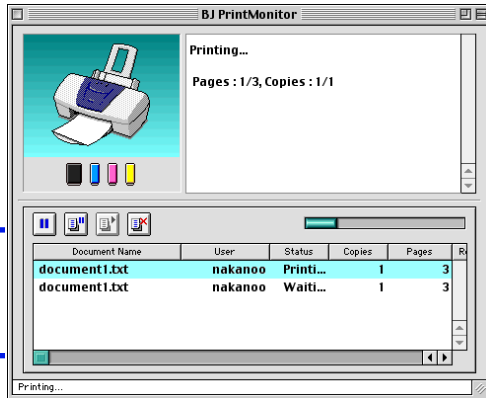 BJ PrintMonitor
Printing...
Pages : 1/3, Copies : 1/1
Document Name User Status Copies Pages R
document1.txt nakanoo Printi... 1 3
document1.txt nakanoo Waiti... 1 3
Printing...